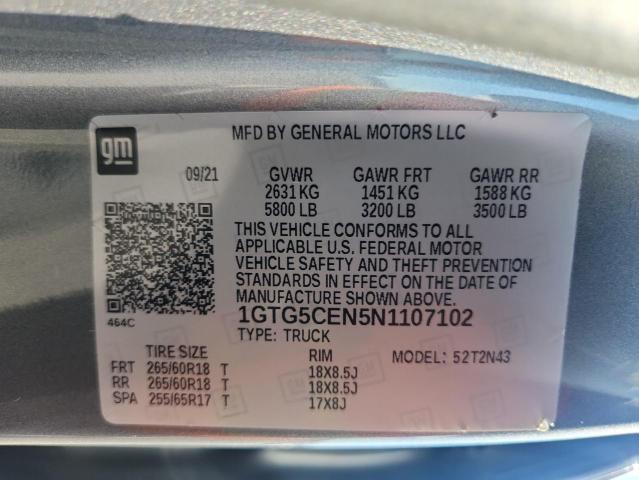 gm
MFD BY GENERAL MOTORS LLC
09/21 GVWR GAWR FRT GAWR RR
2631 KG 1451 KG 1588 KG
5800 LB 3200 LB 3500 LB
THIS VEHICLE CONFORMS TO ALL
APPLICABLE U.S. FEDERAL MOTOR
VEHICLE SAFETY AND THEFT PREVENTION
STANDARDS IN EFFECT ON THE DATE OF
MANUFACTURE SHOWN ABOVE.
464C 1GTG5CEN5N1107102
TYPE: TRUCK
TIRE SIZE RIM MODEL: 52T2N43
FRT 265/60R18 T 18X8.5J
RR 265/60R18 T 18X8.5J
SPA 255/65R17 T 17X8J